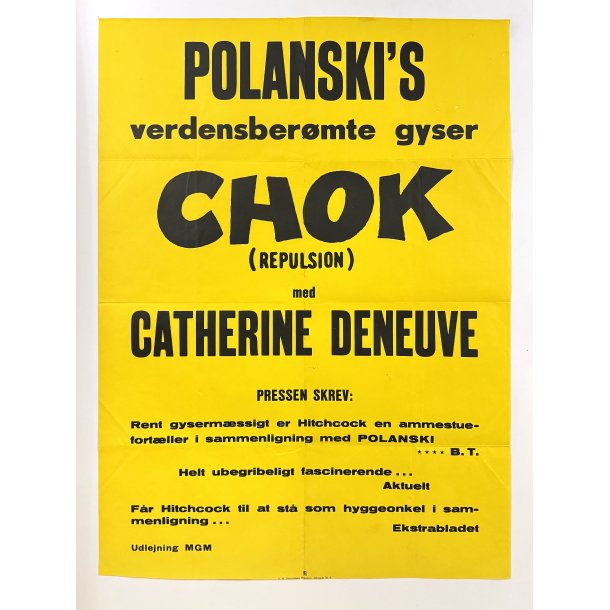 POLANSKI'S
verdensberømte gyser
CHOK
(REPULSION)
med
CATHERINE DENEUVE
PRESSEN SKREV:
Rent gysermæssigt er Hitchcock en ammestue-
fortæller i sammenligning med POLANSKI
**** B. T.
Helt ubegribeligt fascinerende...
Aktuelt
Får Hitchcock til at stå som hyggeonkel i sam-
menligning...
Ekstrabladet
Udlejning MGM